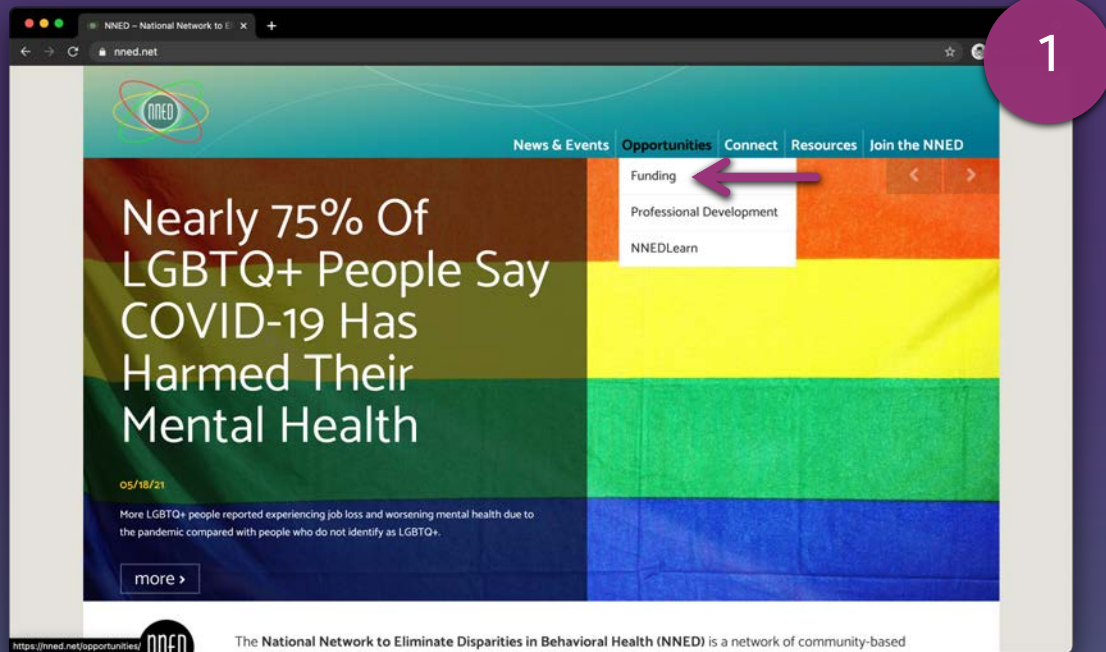 1
NNED – National Network to El
nned.net
NNED
News & Events Opportunities Connect Resources Join the NNED
Funding
Professional Development
NNEDLearn
Nearly 75% Of
LGBTQ+ People Say
COVID-19 Has
Harmed Their
Mental Health
05/18/21
More LGBTQ+ people reported experiencing job loss and worsening mental health due to
the pandemic compared with people who do not identify as LGBTQ+.
more ›
https://nned.net/opportunities/
NNED
The National Network to Eliminate Disparities in Behavioral Health (NNED) is a network of community-based